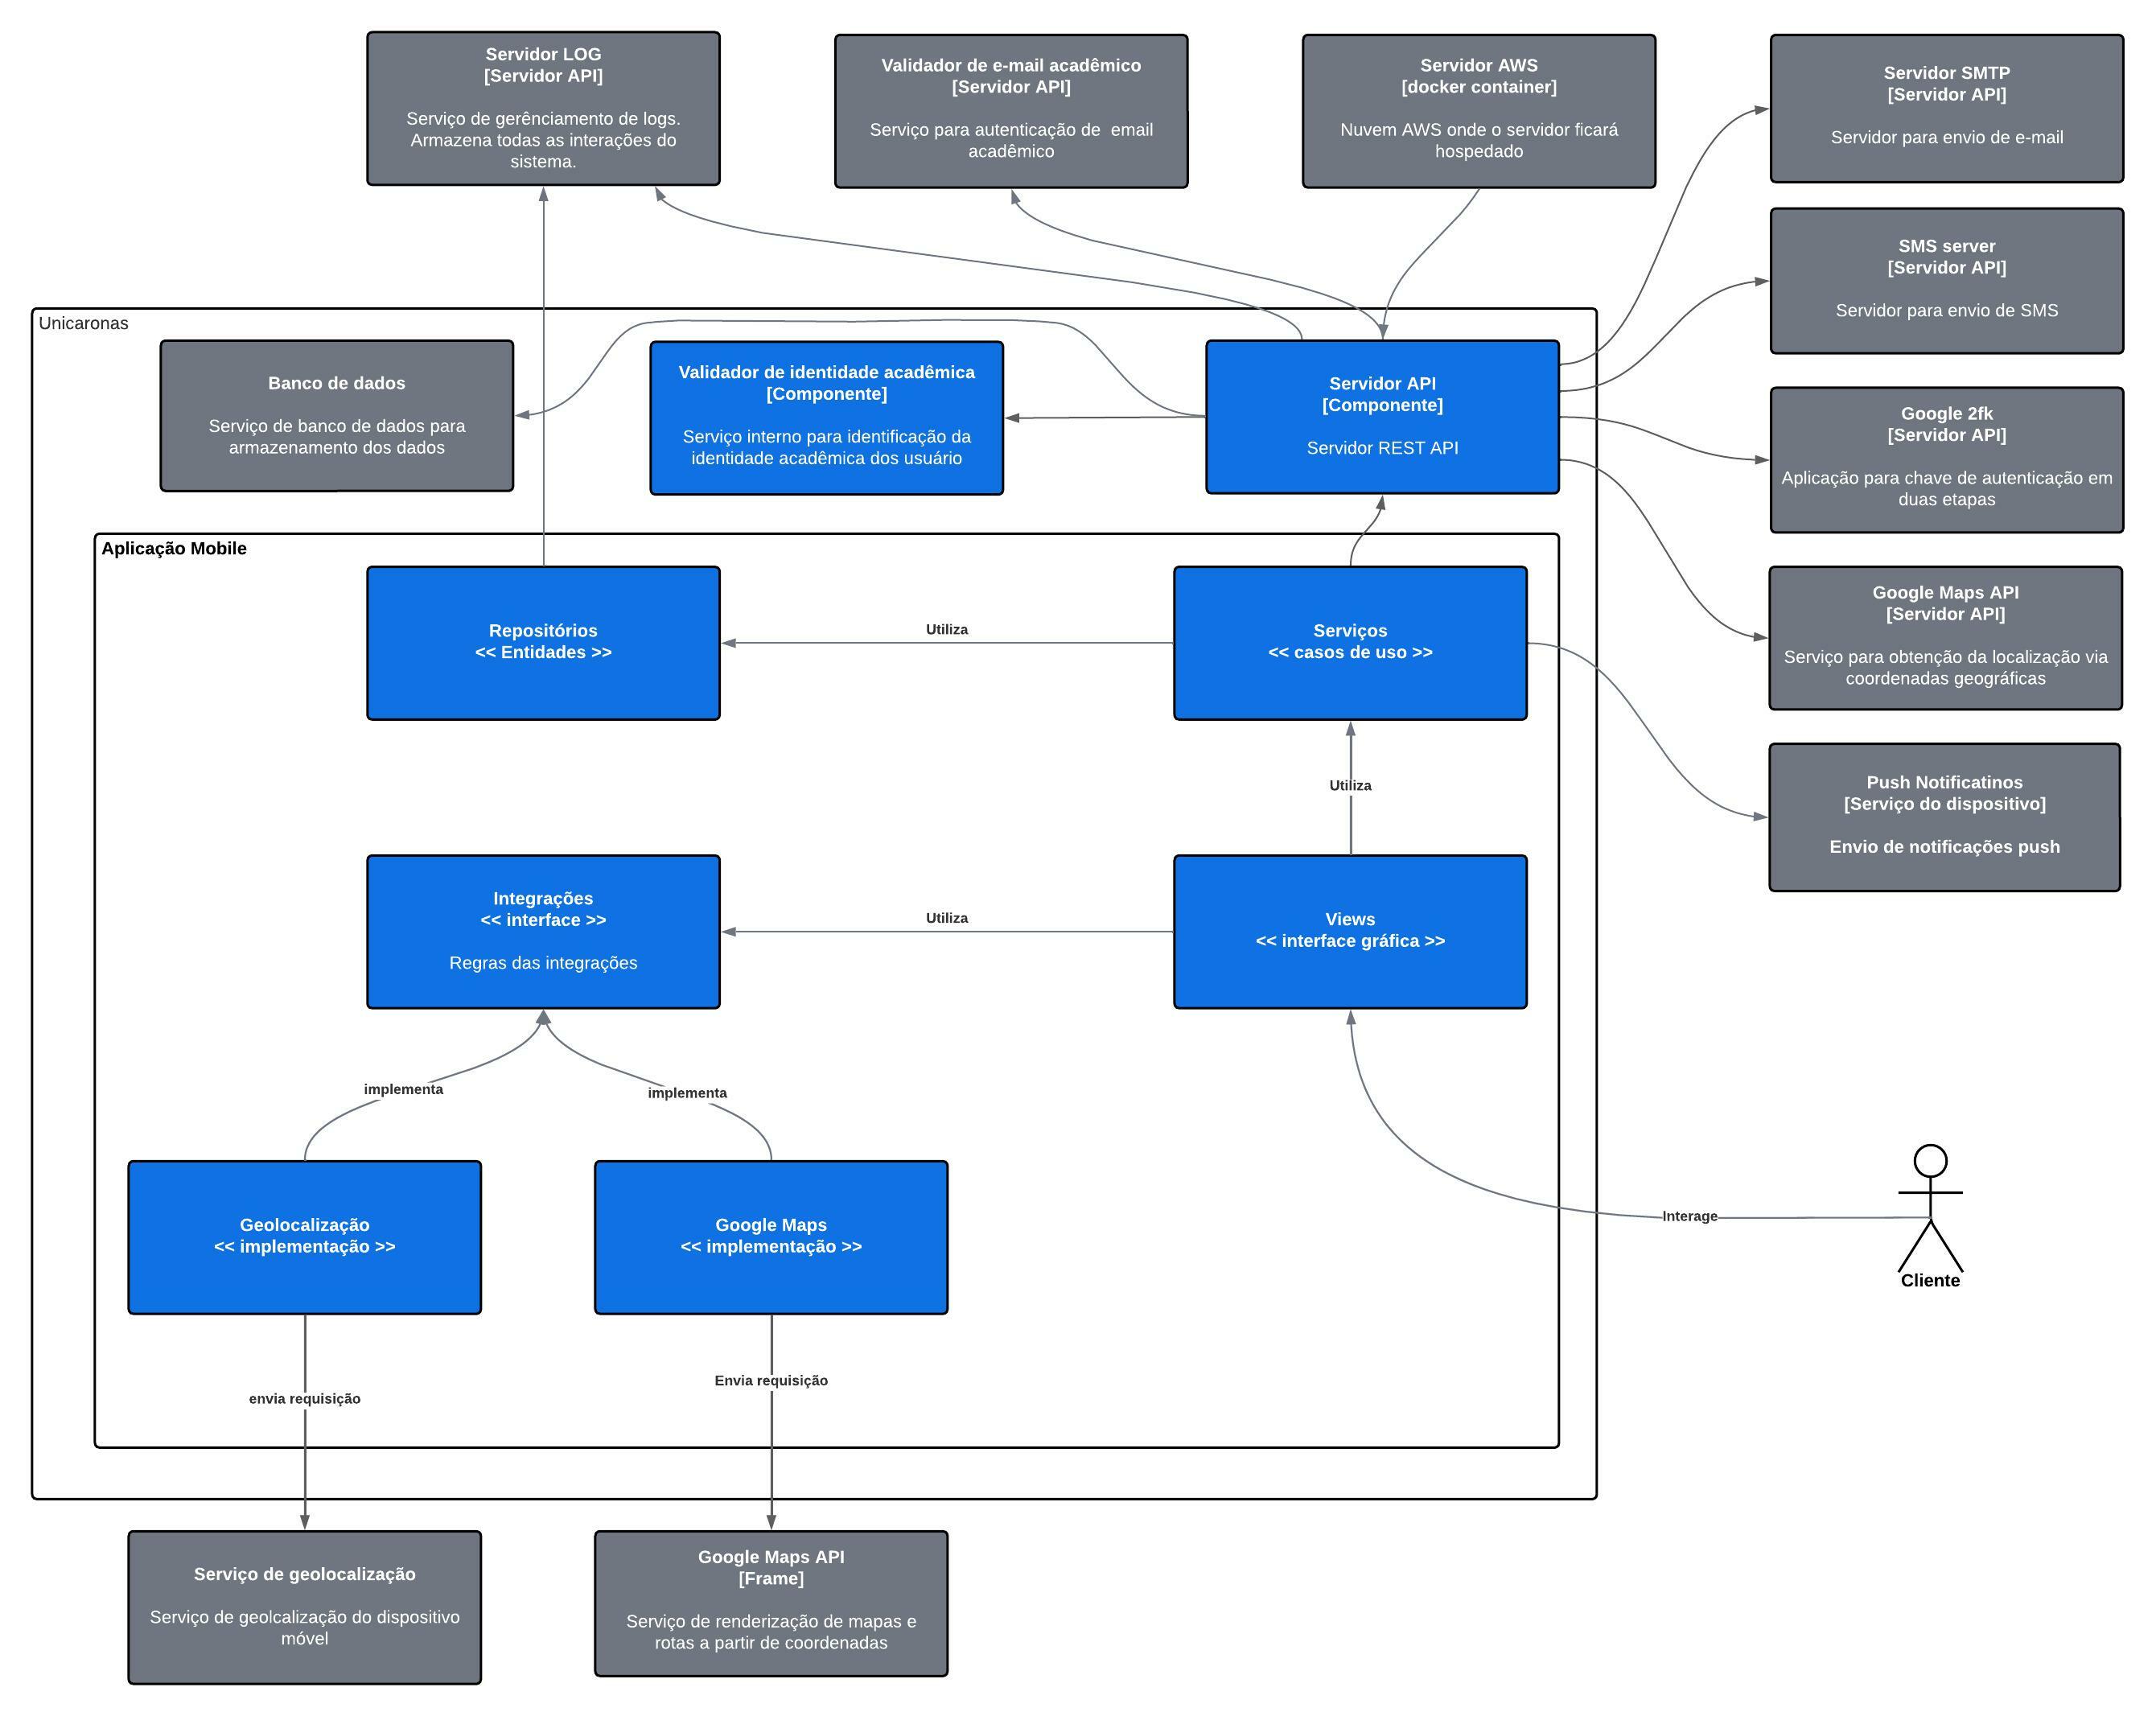 Servidor LOG
[Servidor API]
Serviço de gerênciamento de logs.
Armazena todas as interações do
sistema.
Validador de e-mail acadêmico
[Servidor API]
Serviço para autenticação de  email
acadêmico
Servidor AWS
[docker container]
Nuvem AWS onde o servidor ficará
hospedado
Servidor SMTP
[Servidor API]
Servidor para envio de e-mail
SMS server
[Servidor API]
Servidor para envio de SMS
Unicaronas
Banco de dados
Serviço de banco de dados para
armazenamento dos dados
Validador de identidade acadêmica
[Componente]
Serviço interno para identificação da
identidade acadêmica dos usuário
Servidor API
[Componente]
Servidor REST API
Google 2fk
[Servidor API]
Aplicação para chave de autenticação em
duas etapas
Aplicação Mobile
Repositórios
<< Entidades >>
Utiliza
Serviços
<< casos de uso >>
Google Maps API
[Servidor API]
Serviço para obtenção da localização via
coordenadas geográficas
Utiliza
Push Notificatinos
[Serviço do dispositivo]
Envio de notificações push
Integrações
<< interface >>
Regras das integrações
Utiliza
Views
<< interface gráfica >>
implementa
implementa
Geolocalização
<< implementação >>
Google Maps
<< implementação >>
Interage
Cliente
envia requisição
Envia requisição
Serviço de geolocalização
Serviço de geolcalização do dispositivo
móvel
Google Maps API
[Frame]
Serviço de renderização de mapas e
rotas a partir de coordenadas